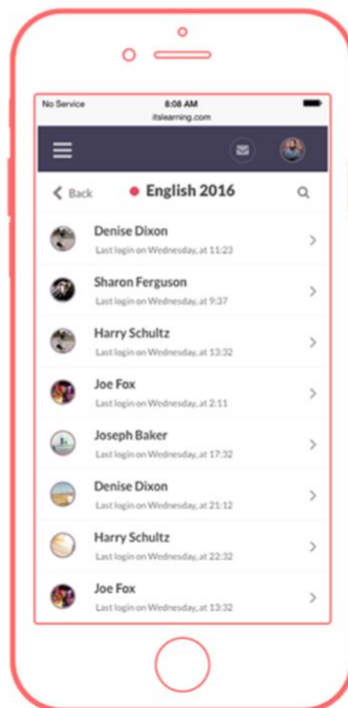 No Service 8:08 AM
itslearning.com
Back English 2016
Denise Dixon
Last login on Wednesday, at 11:23
Sharon Ferguson
Last login on Wednesday, at 9:37
Harry Schultz
Last login on Wednesday, at 13:32
Joe Fox
Last login on Wednesday, at 2:11
Joseph Baker
Last login on Wednesday, at 17:32
Denise Dixon
Last login on Wednesday, at 21:12
Harry Schultz
Last login on Wednesday, at 22:32
Joe Fox
Last login on Wednesday, at 13:32